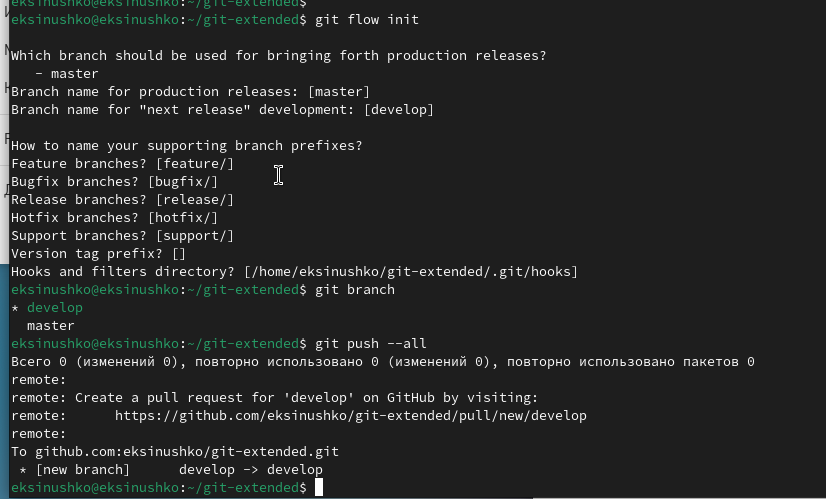 eksinushko@eksinushko:~/git-extended$
eksinushko@eksinushko:~/git-extended$ git flow init
Which branch should be used for bringing forth production releases?
   - master
Branch name for production releases: [master]
Branch name for "next release" development: [develop]
How to name your supporting branch prefixes?
Feature branches? [feature/]
Bugfix branches? [bugfix/]
Release branches? [release/]
Hotfix branches? [hotfix/]
Support branches? [support/]
Version tag prefix? []
Hooks and filters directory? [/home/eksinushko/git-extended/.git/hooks]
eksinushko@eksinushko:~/git-extended$ git branch
* develop
  master
eksinushko@eksinushko:~/git-extended$ git push --all
Всего 0 (изменений 0), повторно использовано 0 (изменений 0), повторно использовано пакетов 0
remote:
remote: Create a pull request for 'develop' on GitHub by visiting:
remote:      https://github.com/eksinushko/git-extended/pull/new/develop
remote:
To github.com:eksinushko/git-extended.git
 * [new branch]      develop -> develop
eksinushko@eksinushko:~/git-extended$